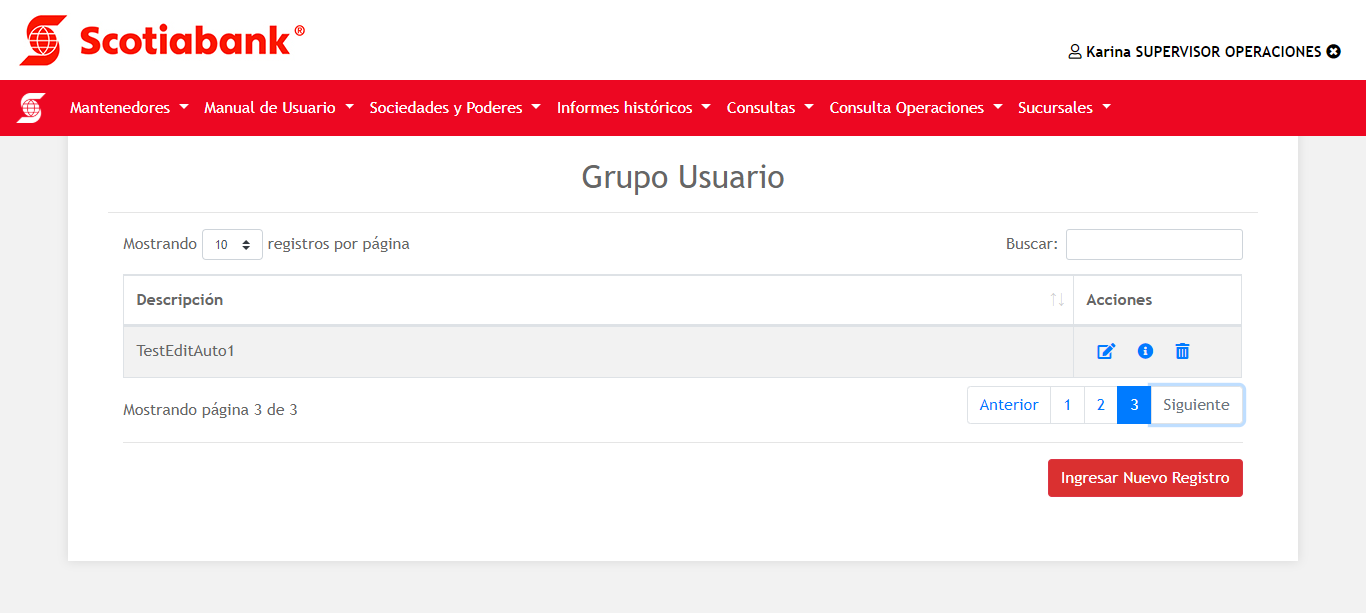 Scotiabank®
Karina SUPERVISOR OPERACIONES
Mantenedores Manual de Usuario Sociedades y Poderes Informes históricos Consultas Consulta Operaciones Sucursales
Grupo Usuario
Mostrando 10 registros por página Buscar:
Descripción Acciones
TestEditAuto1
Mostrando página 3 de 3 Anterior 1 2 3 Siguiente
Ingresar Nuevo Registro